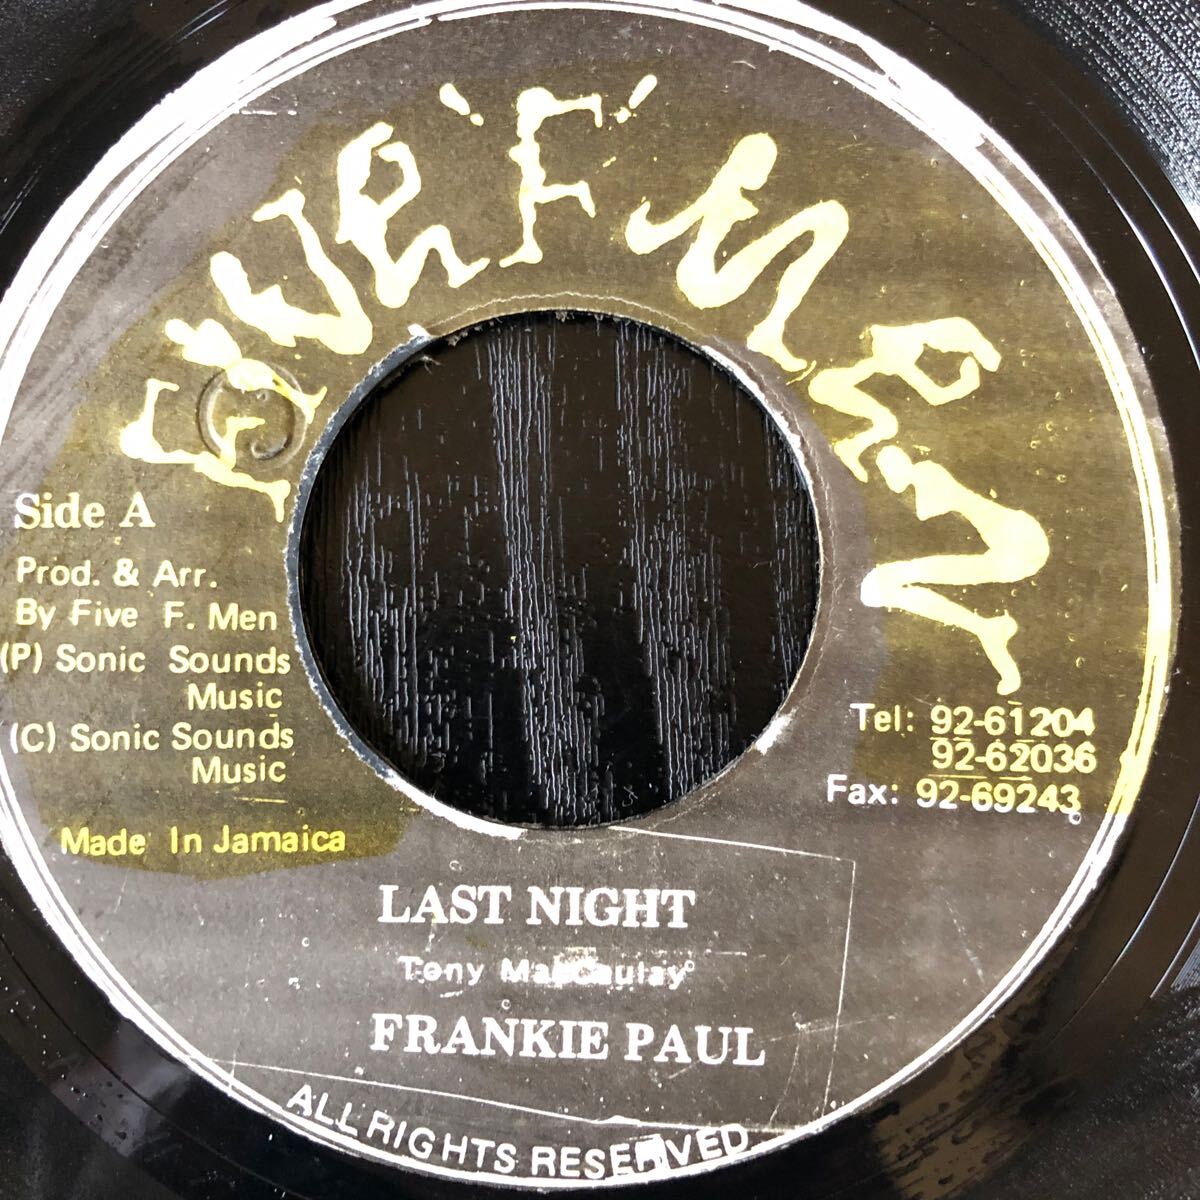 FIVE 'F' MEN
Side A
Prod. & Arr.
By Five F. Men
(P) Sonic Sounds
Music
(C) Sonic Sounds
Music
Made In Jamaica
Tel: 92-61204
92-62036
Fax: 92-69243
LAST NIGHT
Tony MacCaulay
FRANKIE PAUL
ALL RIGHTS RESERVED